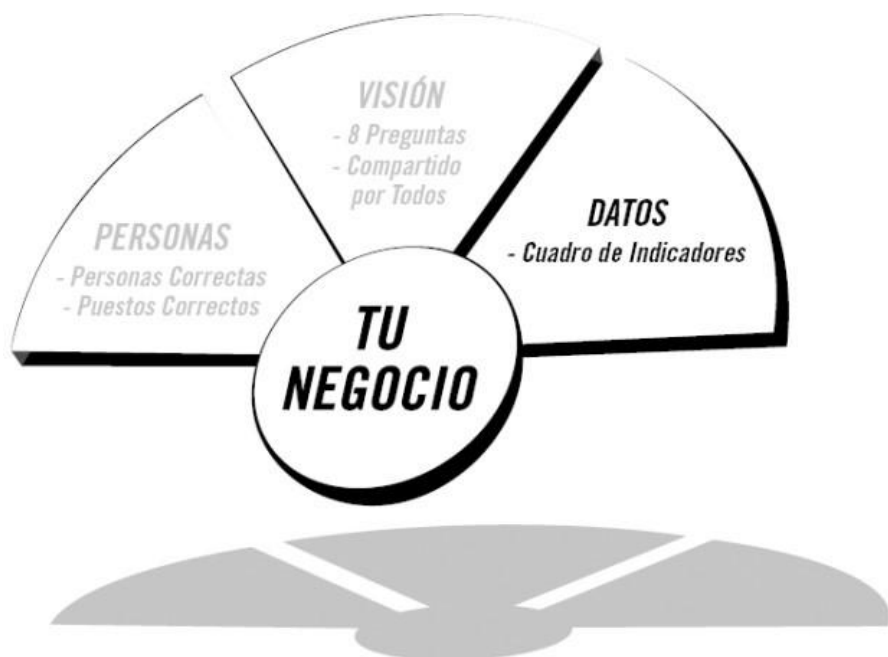 VISIÓN
- 8 Preguntas
- Compartido
por Todos
PERSONAS
- Personas Correctas
- Puestos Correctos
DATOS
- Cuadro de Indicadores
TU
NEGOCIO